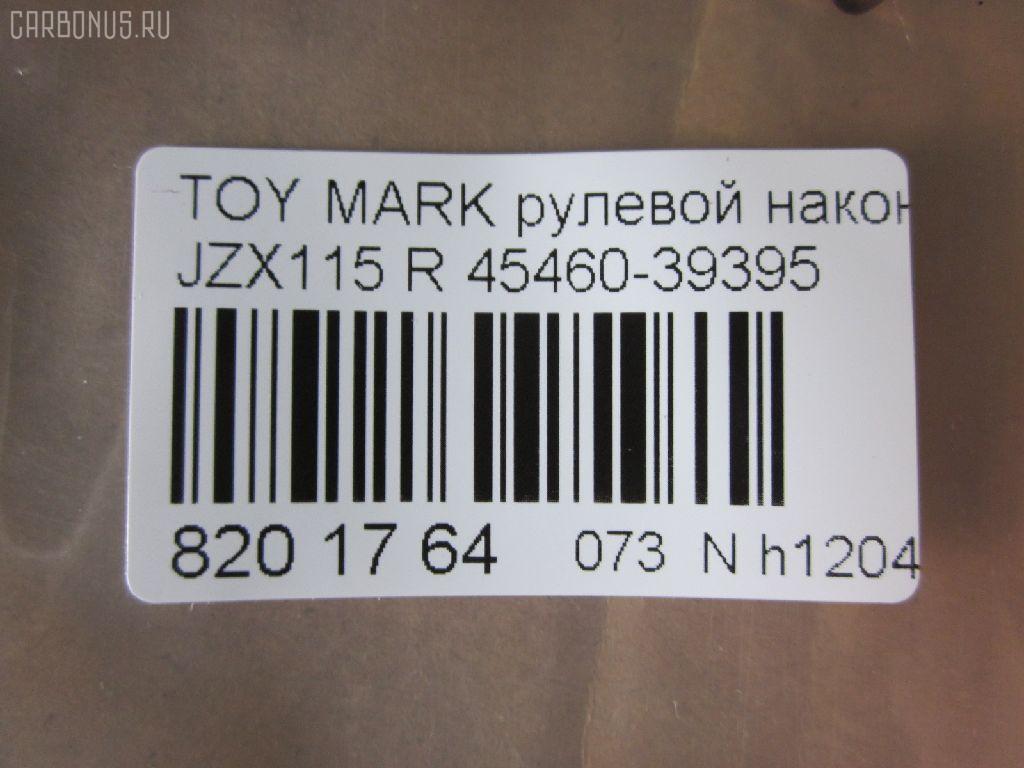 CARBONUS.RU
TOY MARK рулевой након
JZX115 R 45460-39395
820 17 64 073 N h1204